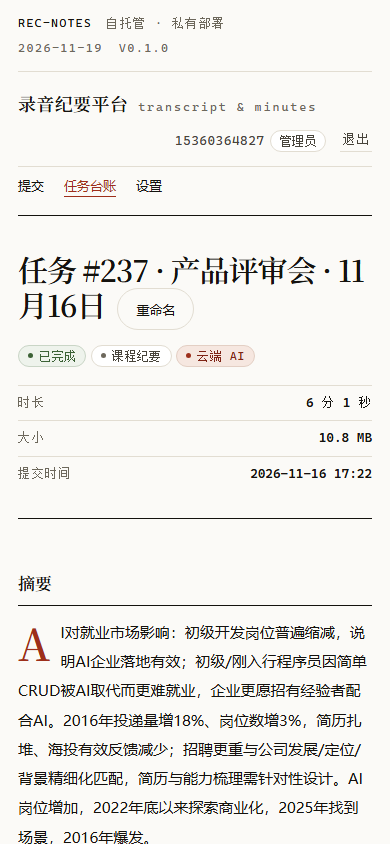 REC-NOTES 自托管 · 私有部署
2026-11-19 V0.1.0
录音纪要平台 transcript & minutes
15360364827 管理员 退出
提交 任务台账 设置
任务 #237 · 产品评审会 · 11
月16日 重命名
已完成 课程纪要 云端 AI
时长 6 分 1 秒
大小 10.8 MB
提交时间 2026-11-16 17:22
摘要
AI对就业市场影响：初级开发岗位普遍缩减，说
明AI企业落地有效；初级/刚入行程序员因简单
CRUD被AI取代而更难就业，企业更愿招有经验者配
合AI。2016年投递量增18%、岗位数增3%，简历扎
堆、海投有效反馈减少；招聘更重与公司发展/定位/
背景精细化匹配，简历与能力梳理需针对性设计。AI
岗位增加，2022年底以来探索商业化，2025年找到
场景，2016年爆发。